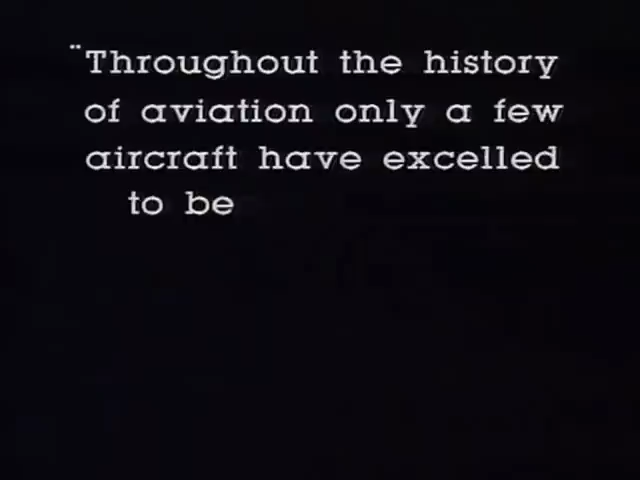 "Throughout the history
of aviation only a few
aircraft have excelled
to be